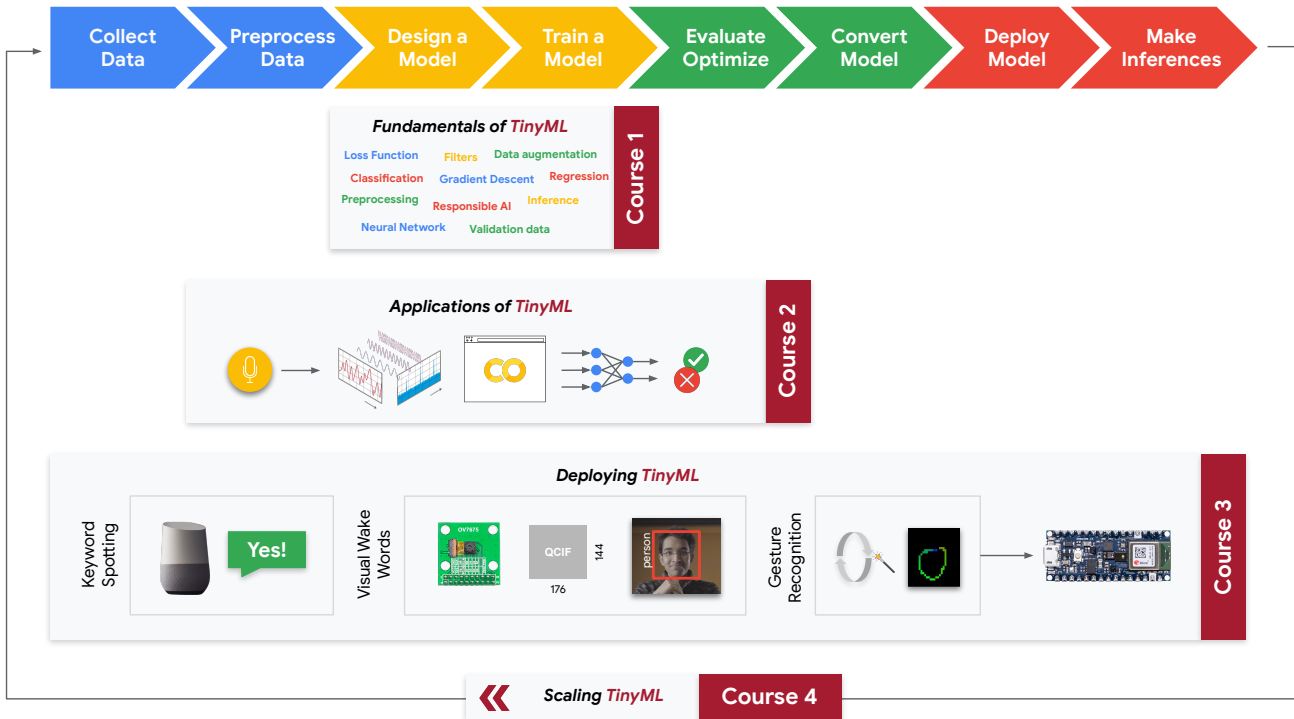 Collect Data
Preprocess Data
Design a Model
Train a Model
Evaluate Optimize
Convert Model
Deploy Model
Make Inferences
Fundamentals of TinyML
Loss Function
Filters
Data augmentation
Classification
Gradient Descent
Regression
Preprocessing
Responsible AI
Inference
Neural Network
Validation data
Course 1
Applications of TinyML
Course 2
Deploying TinyML
Keyword Spotting
Yes!
Visual Wake Words
OV7675
QCIF
144
176
person
Gesture Recognition
Course 3
Scaling TinyML
Course 4